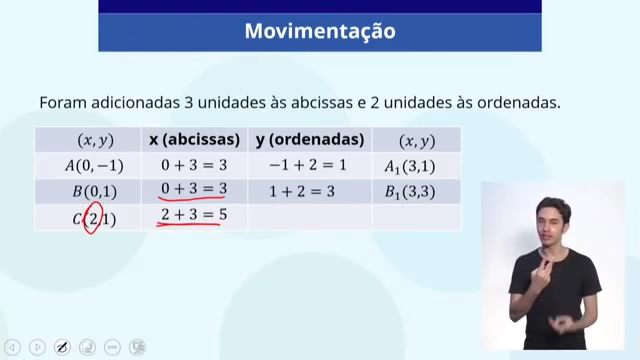 Movimentação
Foram adicionadas 3 unidades às abcissas e 2 unidades às ordenadas.
(x, y) x (abcissas) y (ordenadas) (x, y)
A(0, −1) 0 + 3 = 3 −1 + 2 = 1 A₁(3,1)
B(0,1) 0 + 3 = 3 1 + 2 = 3 B₁(3,3)
C(2,1) 2 + 3 = 5